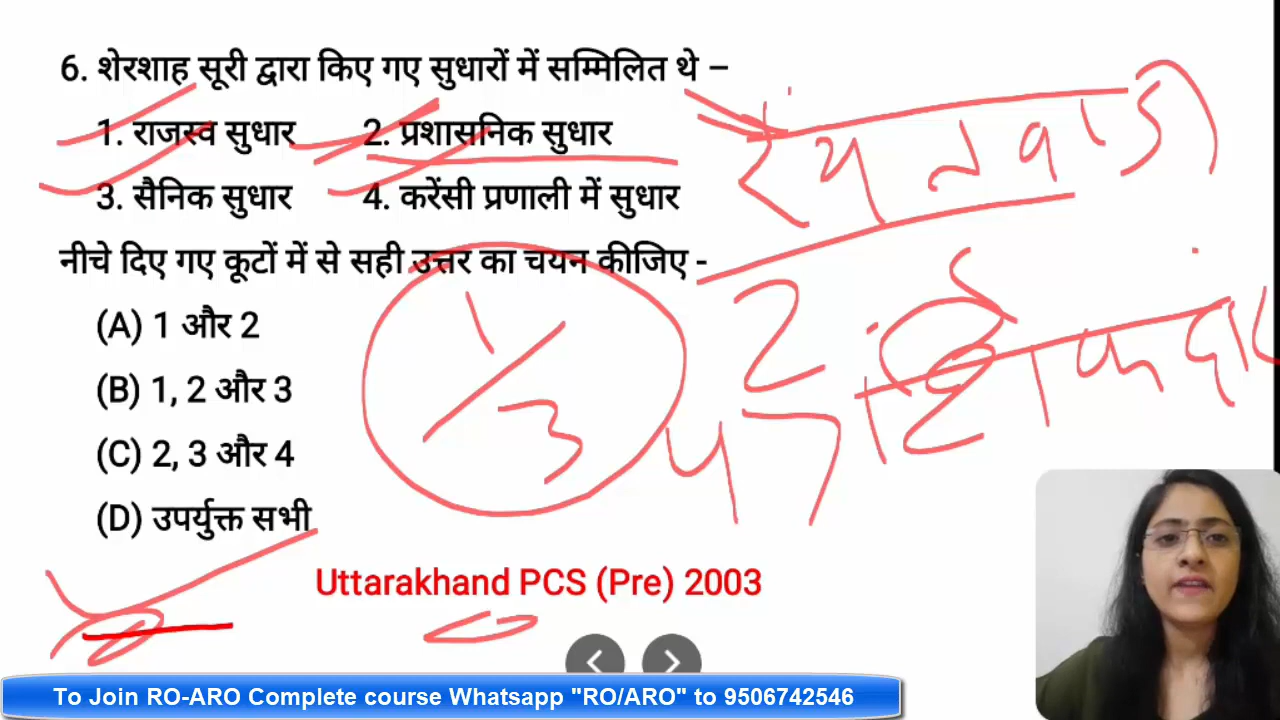 6. शेरशाह सूरी द्वारा किए गए सुधारों में सम्मिलित थे –
1. राजस्व सुधार 2. प्रशासनिक सुधार
3. सैनिक सुधार 4. करेंसी प्रणाली में सुधार
नीचे दिए गए कूटों में से सही उत्तर का चयन कीजिए -
(A) 1 और 2
(B) 1, 2 और 3
(C) 2, 3 और 4
(D) उपर्युक्त सभी
Uttarakhand PCS (Pre) 2003
1/3
To Join RO-ARO Complete course Whatsapp "RO/ARO" to 9506742546